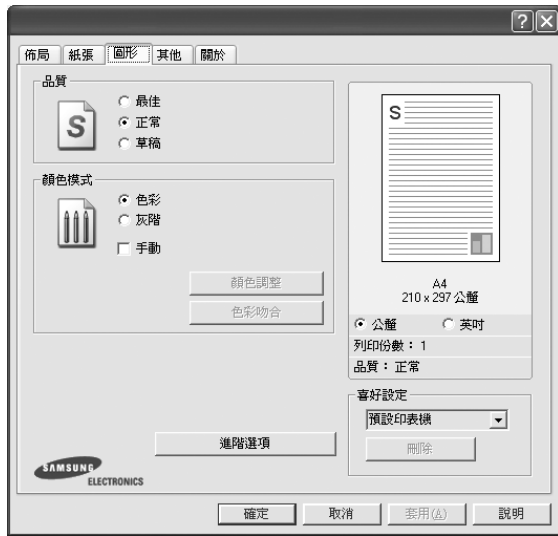 佈局 紙張 圖形 其他 關於
品質
S
最佳
正常
草稿
顏色模式
色彩
灰階
手動
顏色調整
色彩吻合
進階選項
SAMSUNG
ELECTRONICS
S
A4
210 x 297 公釐
公釐 英吋
列印份數： 1
品質： 正常
喜好設定
預設印表機
刪除
確定 取消 套用(A) 說明